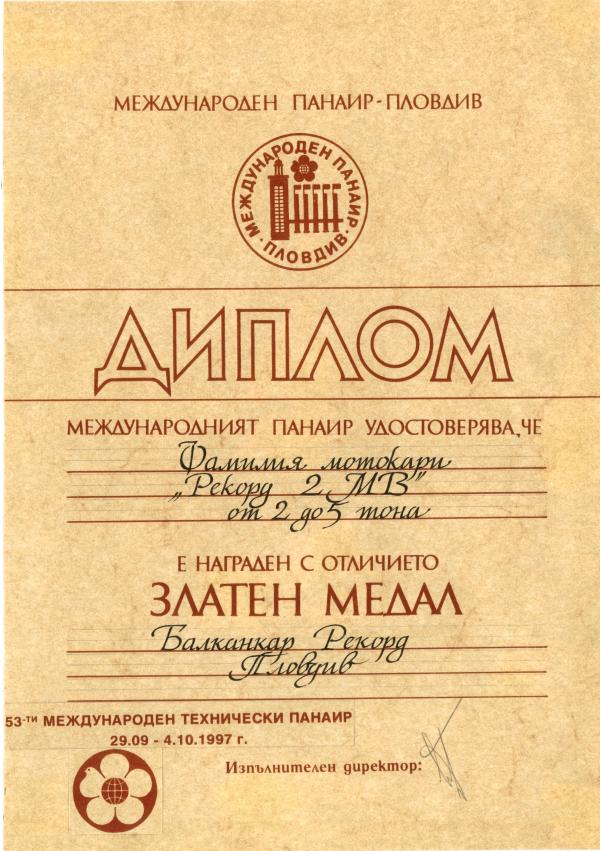 МЕЖДУНАРОДЕН ПАНАИР-ПЛОВДИВ
МЕЖДУНАРОДЕН ПАНАИР
· ПЛОВДИВ ·
ДИПЛОМ
МЕЖДУНАРОДНИЯТ ПАНАИР УДОСТОВЕРЯВА, ЧЕ
Фамилия мотокари
„Рекорд 2 МВ"
от 2 до 5 тона
Е НАГРАДЕН С ОТЛИЧИЕТО
ЗЛАТЕН МЕДАЛ
Балканкар Рекорд
Пловдив
53-ТИ МЕЖДУНАРОДЕН ТЕХНИЧЕСКИ ПАНАИР
29.09 - 4.10.1997 г.
Изпълнителен директор: